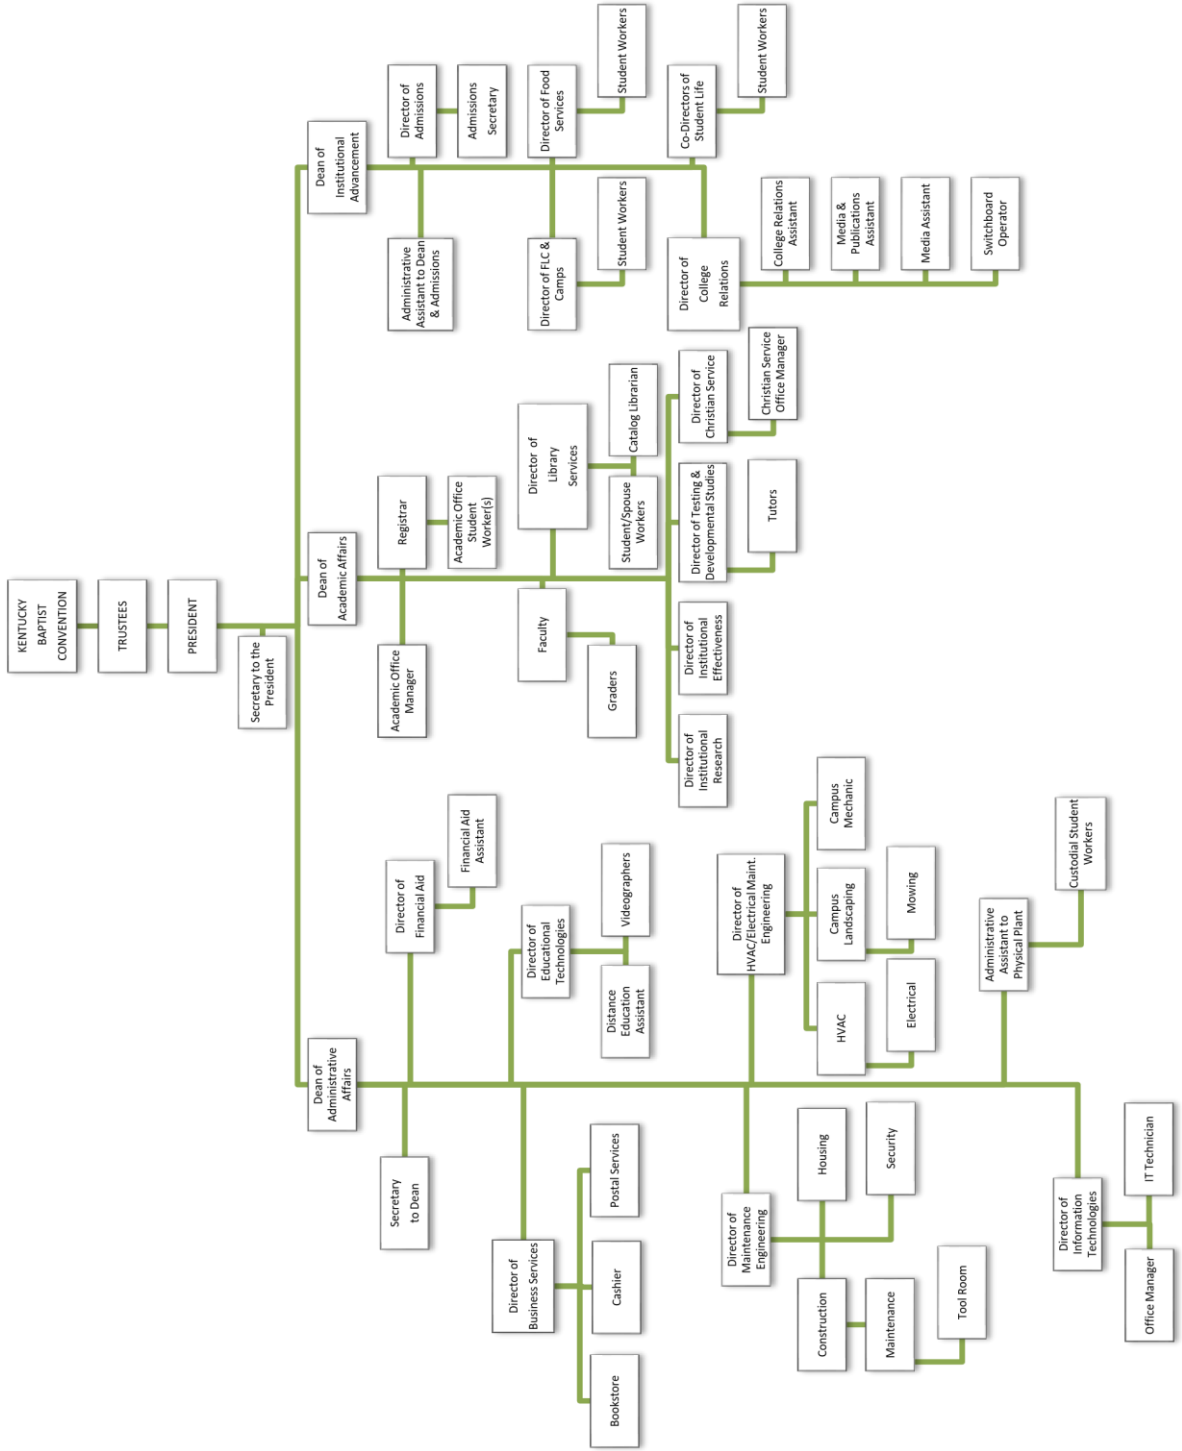 KENTUCKY
BAPTIST
CONVENTION
TRUSTEES
PRESIDENT
Secretary to the
President
Dean of
Administrative
Affairs
Secretary
to Dean
Director of
Financial Aid
Financial Aid
Assistant
Director of
Business Services
Bookstore
Cashier
Postal Services
Director of
Educational
Technologies
Distance
Education
Assistant
Videographers
Director of
Maintenance
Engineering
Construction
Housing
Maintenance
Security
Tool Room
Director of
HVAC/Electrical Maint.
Engineering
HVAC
Campus
Landscaping
Campus
Mechanic
Electrical
Mowing
Administrative
Assistant to
Physical Plant
Custodial Student
Workers
Director of
Information
Technologies
Office Manager
IT Technician
Dean of
Academic Affairs
Academic Office
Manager
Registrar
Academic Office
Student
Worker(s)
Faculty
Graders
Director of
Library
Services
Student/Spouse
Workers
Catalog Librarian
Director of
Institutional
Research
Director of
Institutional
Effectiveness
Director of Testing &
Developmental Studies
Tutors
Director of
Christian Service
Christian Service
Office Manager
Dean of
Institutional
Advancement
Administrative
Assistant to Dean
& Admissions
Director of
Admissions
Admissions
Secretary
Director of FLC &
Camps
Student Workers
Director of Food
Services
Student Workers
Director of
College
Relations
College Relations
Assistant
Media &
Publications
Assistant
Media Assistant
Switchboard
Operator
Co-Directors of
Student Life
Student Workers